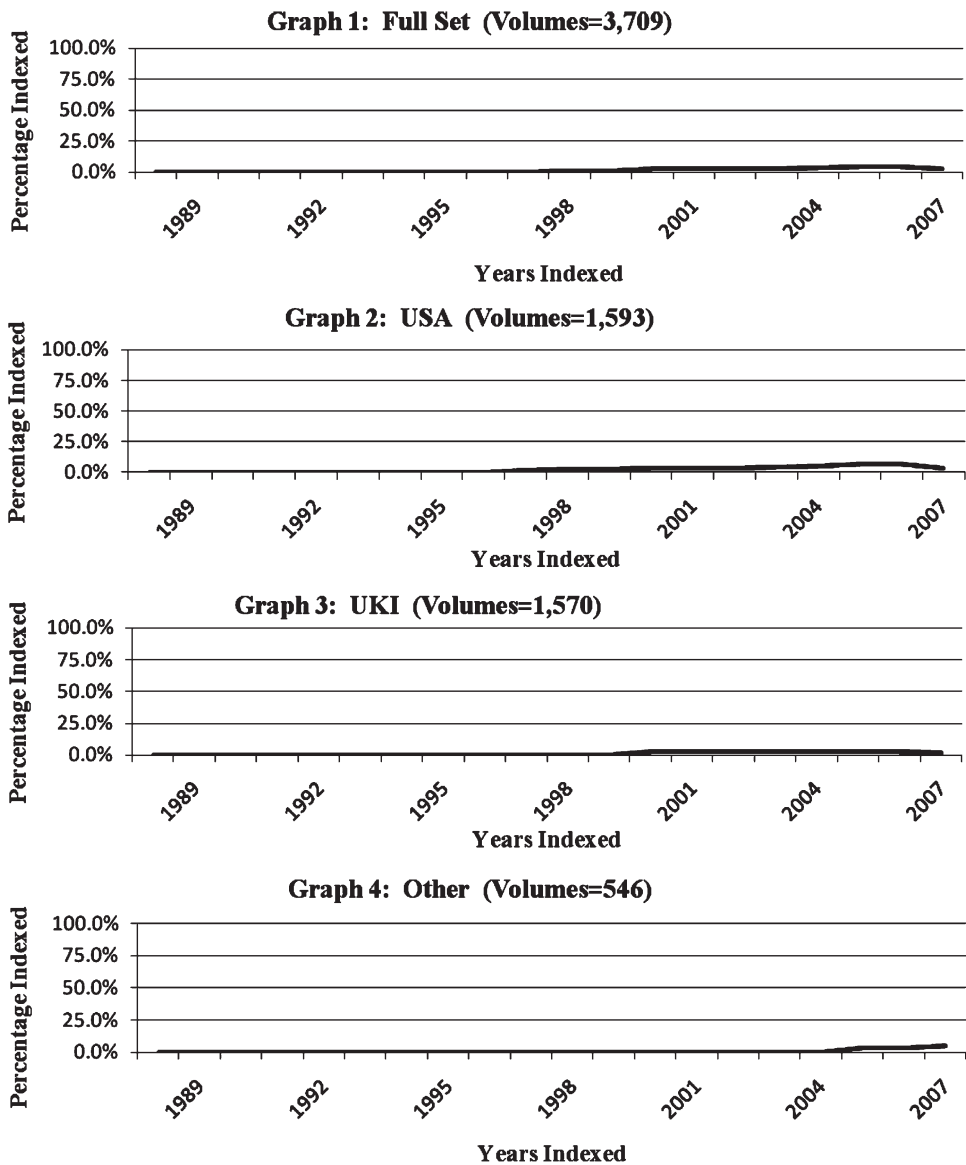 Graph 1: Full Set (Volumes=3,709)
Percentage Indexed
100.0%
75.0%
50.0%
25.0%
0.0%
1989 1992 1995 1998 2001 2004 2007
Years Indexed
Graph 2: USA (Volumes=1,593)
Percentage Indexed
100.0%
75.0%
50.0%
25.0%
0.0%
1989 1992 1995 1998 2001 2004 2007
Years Indexed
Graph 3: UKI (Volumes=1,570)
Percentage Indexed
100.0%
75.0%
50.0%
25.0%
0.0%
1989 1992 1995 1998 2001 2004 2007
Years Indexed
Graph 4: Other (Volumes=546)
Percentage Indexed
100.0%
75.0%
50.0%
25.0%
0.0%
1989 1992 1995 1998 2001 2004 2007
Years Indexed